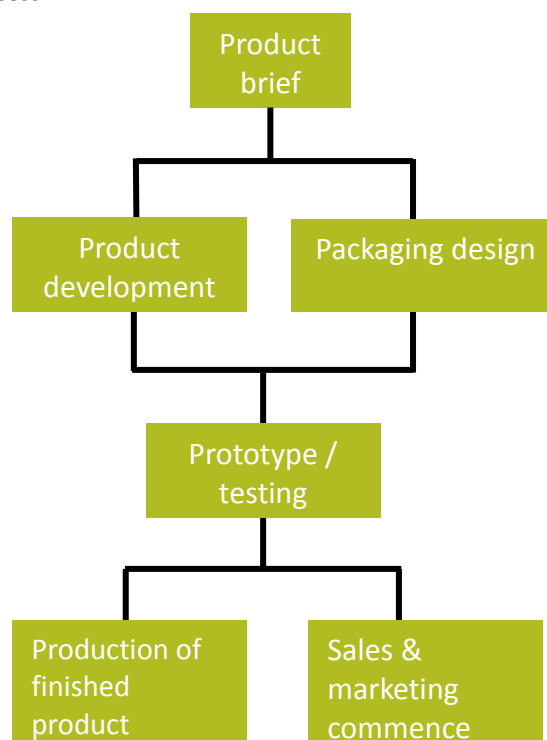 Product
brief
Product
development
Packaging design
Prototype /
testing
Production of
finished
product
Sales &
marketing
commence